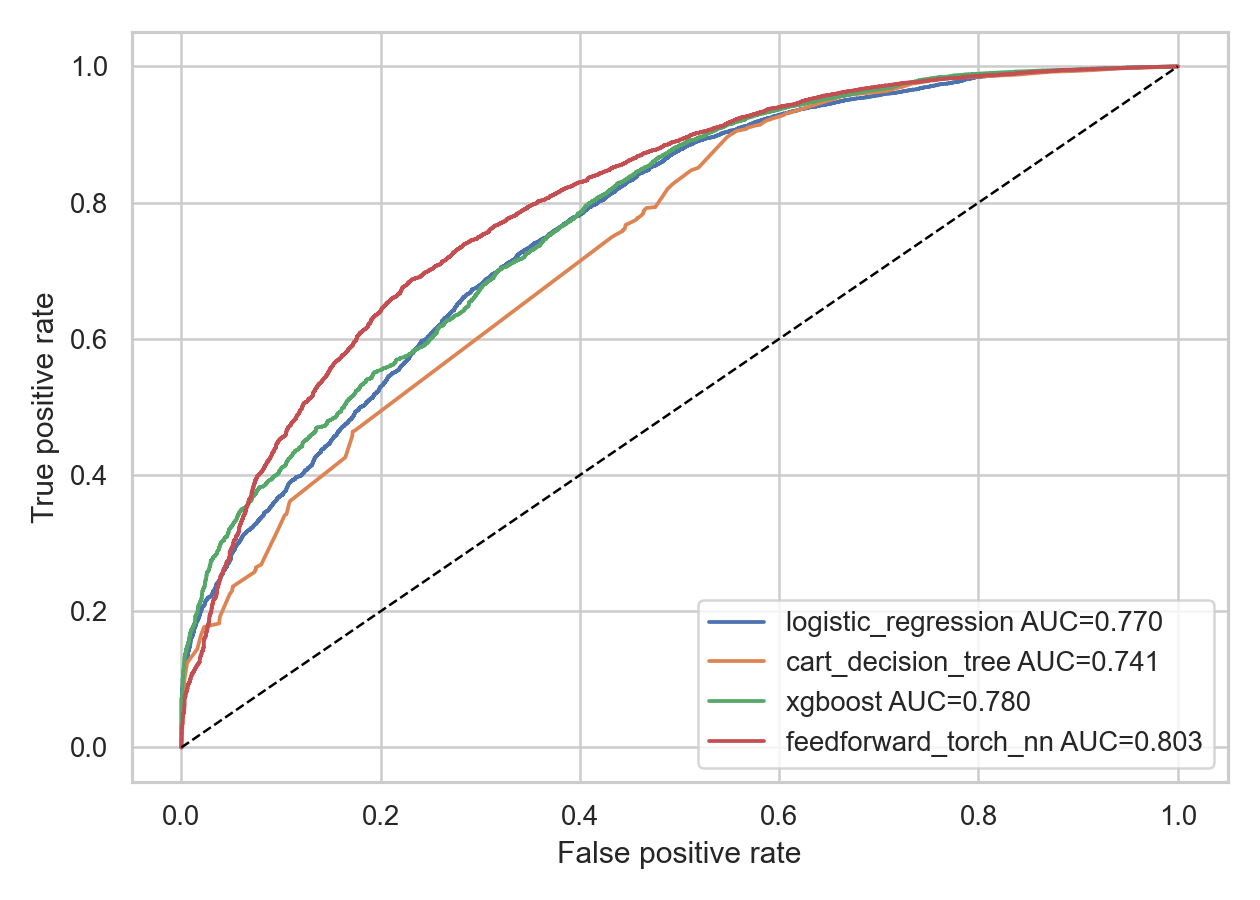 1.0
0.8
0.6
0.4
0.2
0.0
True positive rate
logistic_regression AUC=0.770
cart_decision_tree AUC=0.741
xgboost AUC=0.780
feedforward_torch_nn AUC=0.803
0.0 0.2 0.4 0.6 0.8 1.0
False positive rate